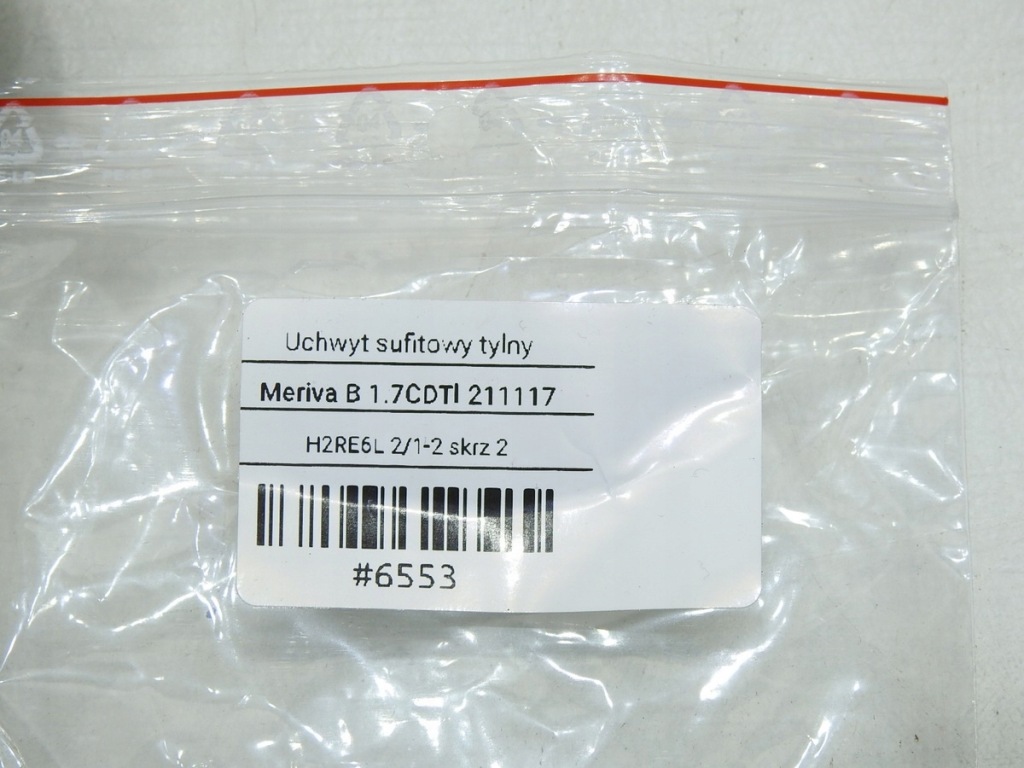 Uchwyt sufitowy tylny
Meriva B 1.7CDTI 211117
H2RE6L 2/1-2 skrz 2
#6553